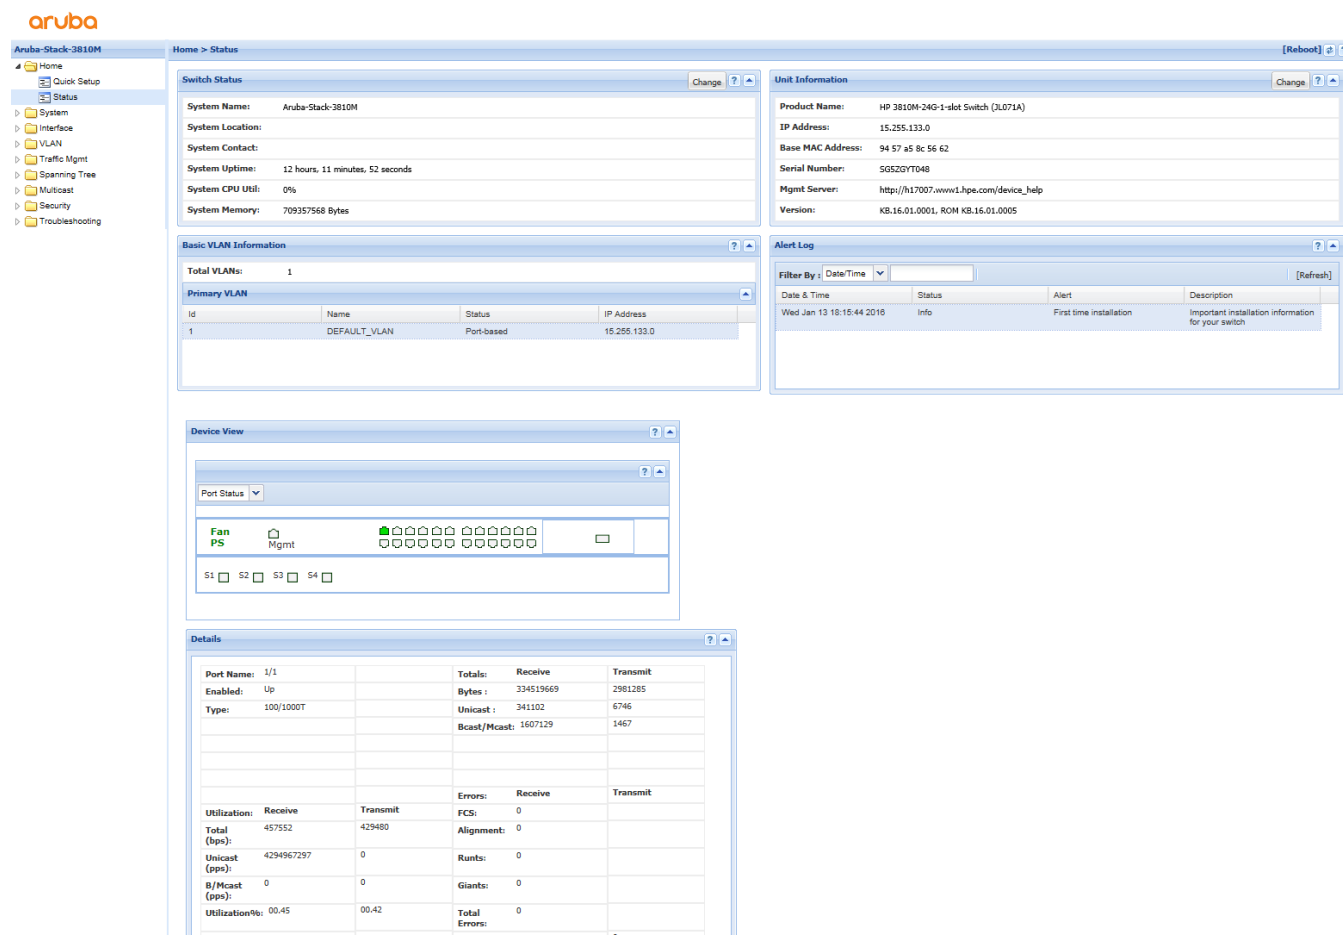 aruba
Aruba-Stack-3810M
Home > Status
[Reboot]
?
Home
Quick Setup
Status
System
Interface
VLAN
Traffic Mgmt
Spanning Tree
Multicast
Security
Troubleshooting
Switch Status
Change
?
System Name: Aruba-Stack-3810M
System Location:
System Contact:
System Uptime: 12 hours, 11 minutes, 52 seconds
System CPU Util: 0%
System Memory: 709357568 Bytes
Unit Information
Change
?
Product Name: HP 3810M-24G-1-slot Switch (JL071A)
IP Address: 15.255.133.0
Base MAC Address: 94 57 a5 8c 56 62
Serial Number: SG5ZGYT048
Mgmt Server: http://h17007.www1.hpe.com/device_help
Version: KB.16.01.0001, ROM KB.16.01.0005
Basic VLAN Information
?
Total VLANs: 1
Primary VLAN
Id Name Status IP Address
1 DEFAULT_VLAN Port-based 15.255.133.0
Alert Log
?
Filter By : Date/Time
[Refresh]
Date & Time Status Alert Description
Wed Jan 13 18:15:44 2016 Info First time installation Important installation information
for your switch
Device View
?
?
Port Status
Fan
PS
Mgmt
S1 S2 S3 S4
Details
?
Port Name: 1/1 Totals: Receive Transmit
Enabled: Up Bytes : 334519669 2981285
Type: 100/1000T Unicast : 341102 6746
Bcast/Mcast: 1607129 1467
Errors: Receive Transmit
Utilization: Receive Transmit FCS: 0
Total
(bps): 457552 429480 Alignment: 0
Unicast
(pps): 4294967297 0 Runts: 0
B/Mcast
(pps): 0 0 Giants: 0
Utilization%: 00.45 00.42 Total
Errors: 0